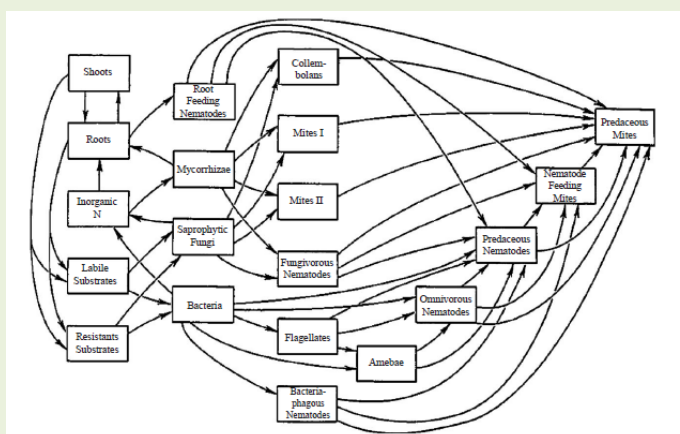 Shoots
Roots
Inorganic
N
Labile
Substrates
Resistants
Substrates
Root
Feeding
Nematodes
Mycorrhizae
Saprophytic
Fungi
Bacteria
Collem-
bolans
Mites I
Mites II
Fungivorous
Nematodes
Flagellates
Amebae
Bacteria-
phagous
Nematodes
Omnivorous
Nematodes
Predaceous
Nematodes
Nematode
Feeding
Mites
Predaceous
Mites